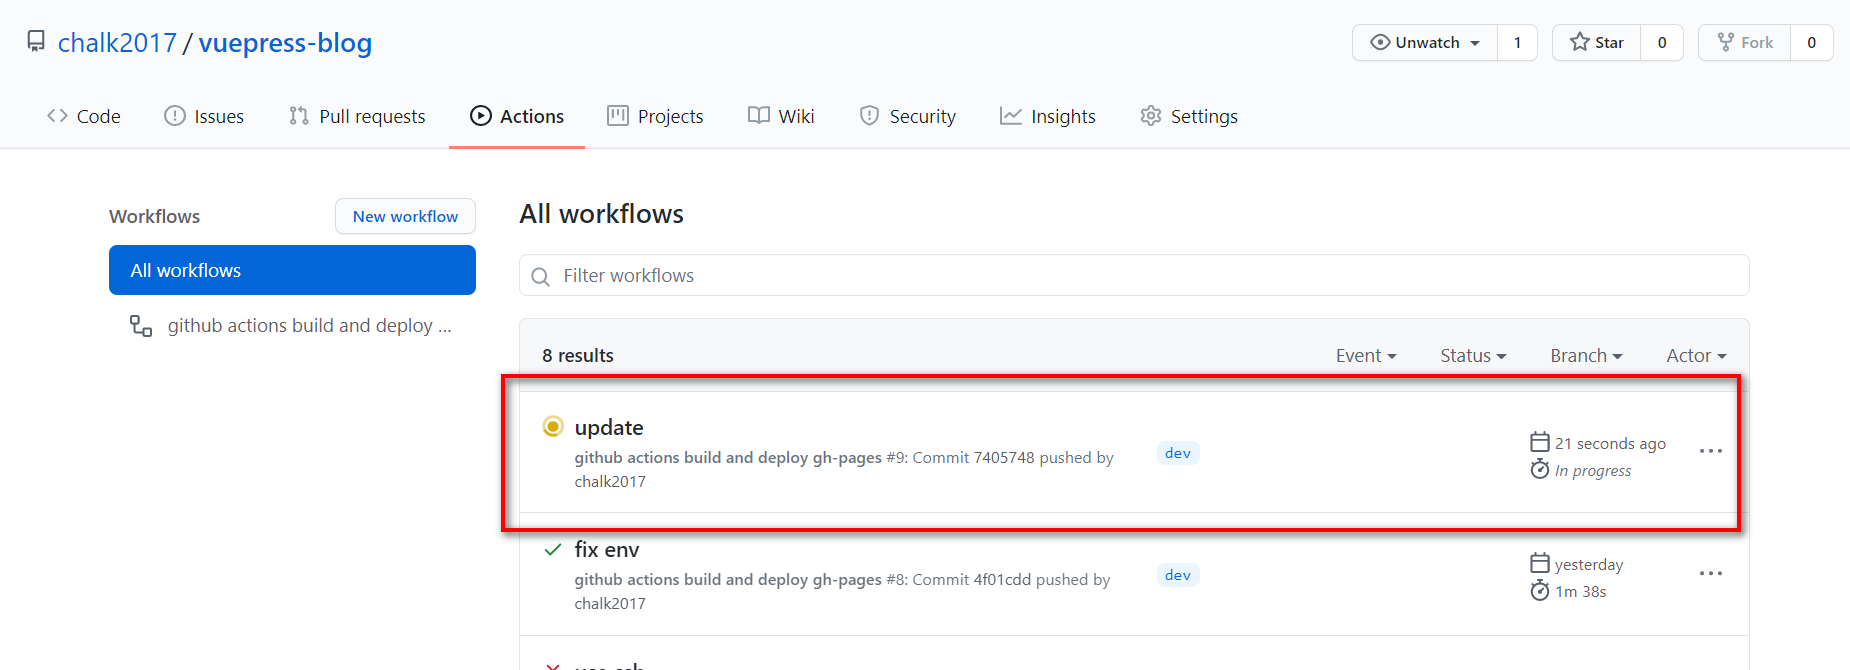 chalk2017 / vuepress-blog
Unwatch 1 Star 0 Fork 0
Code Issues Pull requests Actions Projects Wiki Security Insights Settings
Workflows New workflow
All workflows
github actions build and deploy ...
All workflows
Filter workflows
8 results Event Status Branch Actor
update
github actions build and deploy gh-pages #9: Commit 7405748 pushed by
chalk2017
dev
21 seconds ago
In progress
fix env
github actions build and deploy gh-pages #8: Commit 4f01cdd pushed by
chalk2017
dev
yesterday
1m 38s